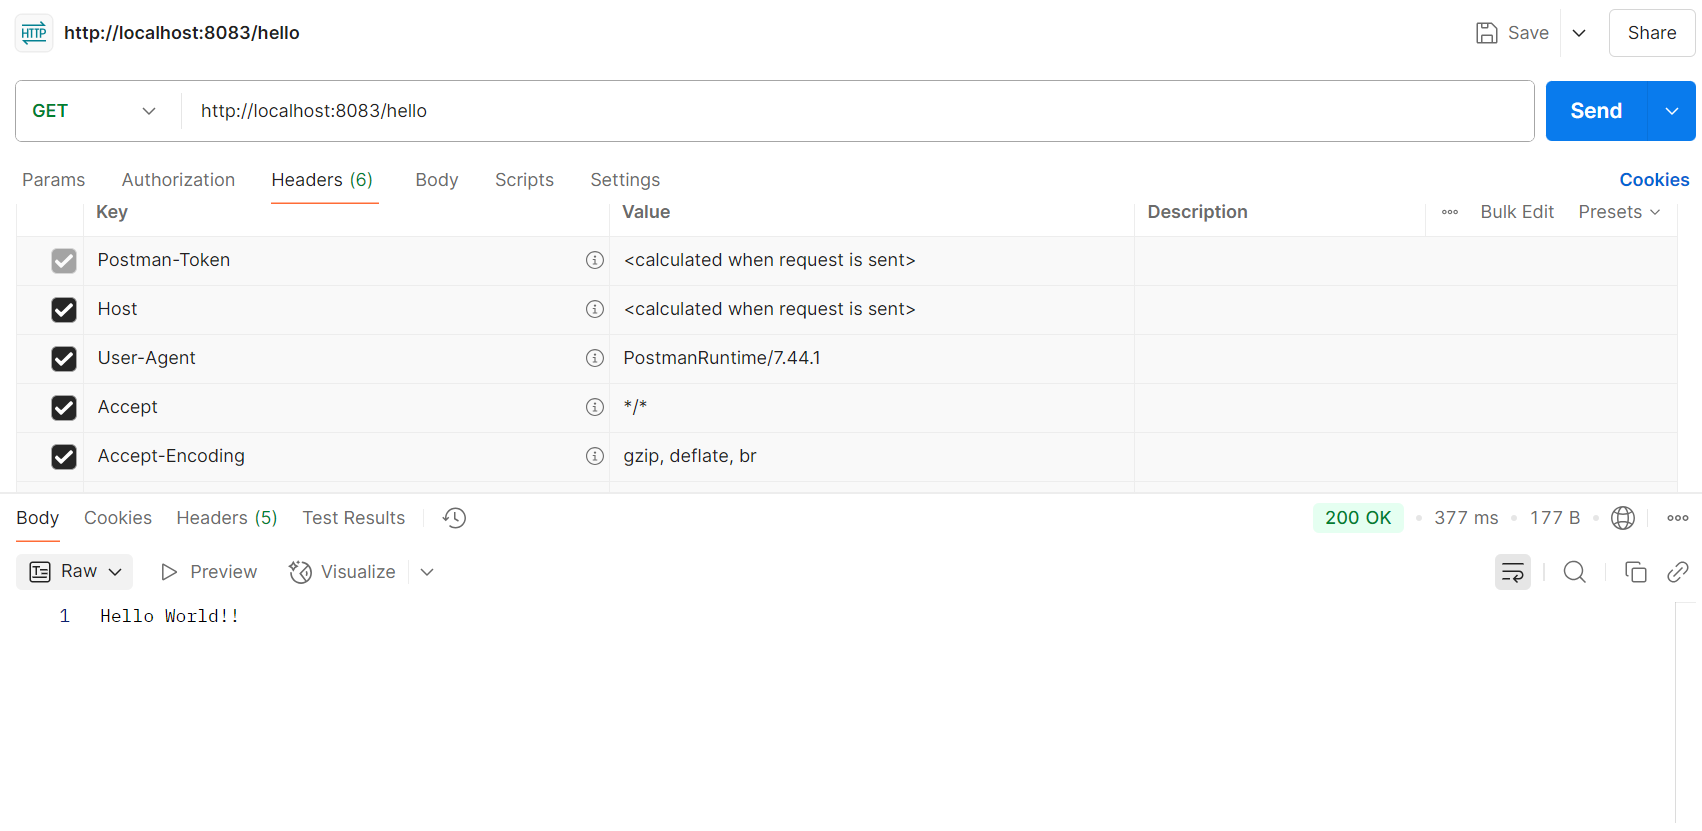 HTTP http://localhost:8083/hello Save Share
GET http://localhost:8083/hello Send
Params Authorization Headers (6) Body Scripts Settings Cookies
Key Value Description Bulk Edit Presets
Postman-Token <calculated when request is sent>
Host <calculated when request is sent>
User-Agent PostmanRuntime/7.44.1
Accept */*
Accept-Encoding gzip, deflate, br
Body Cookies Headers (5) Test Results 200 OK 377 ms 177 B
Raw Preview Visualize
1 Hello World!!